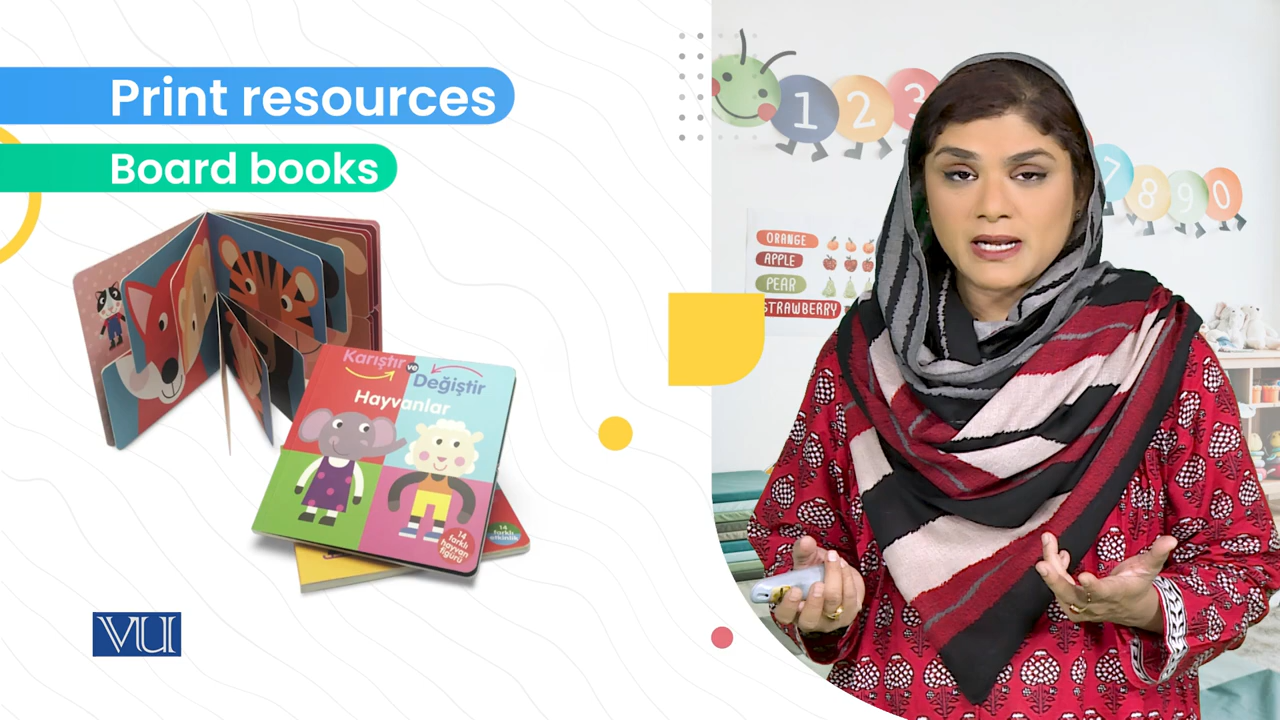 Print resources
Board books
Karıştır ve
Değiştir
Hayvanlar
14
farklı
hayvan
figürü
14
farklı
etkinlik
VU
1 2 3
7 8 9 0
ORANGE
APPLE
PEAR
STRAWBERRY